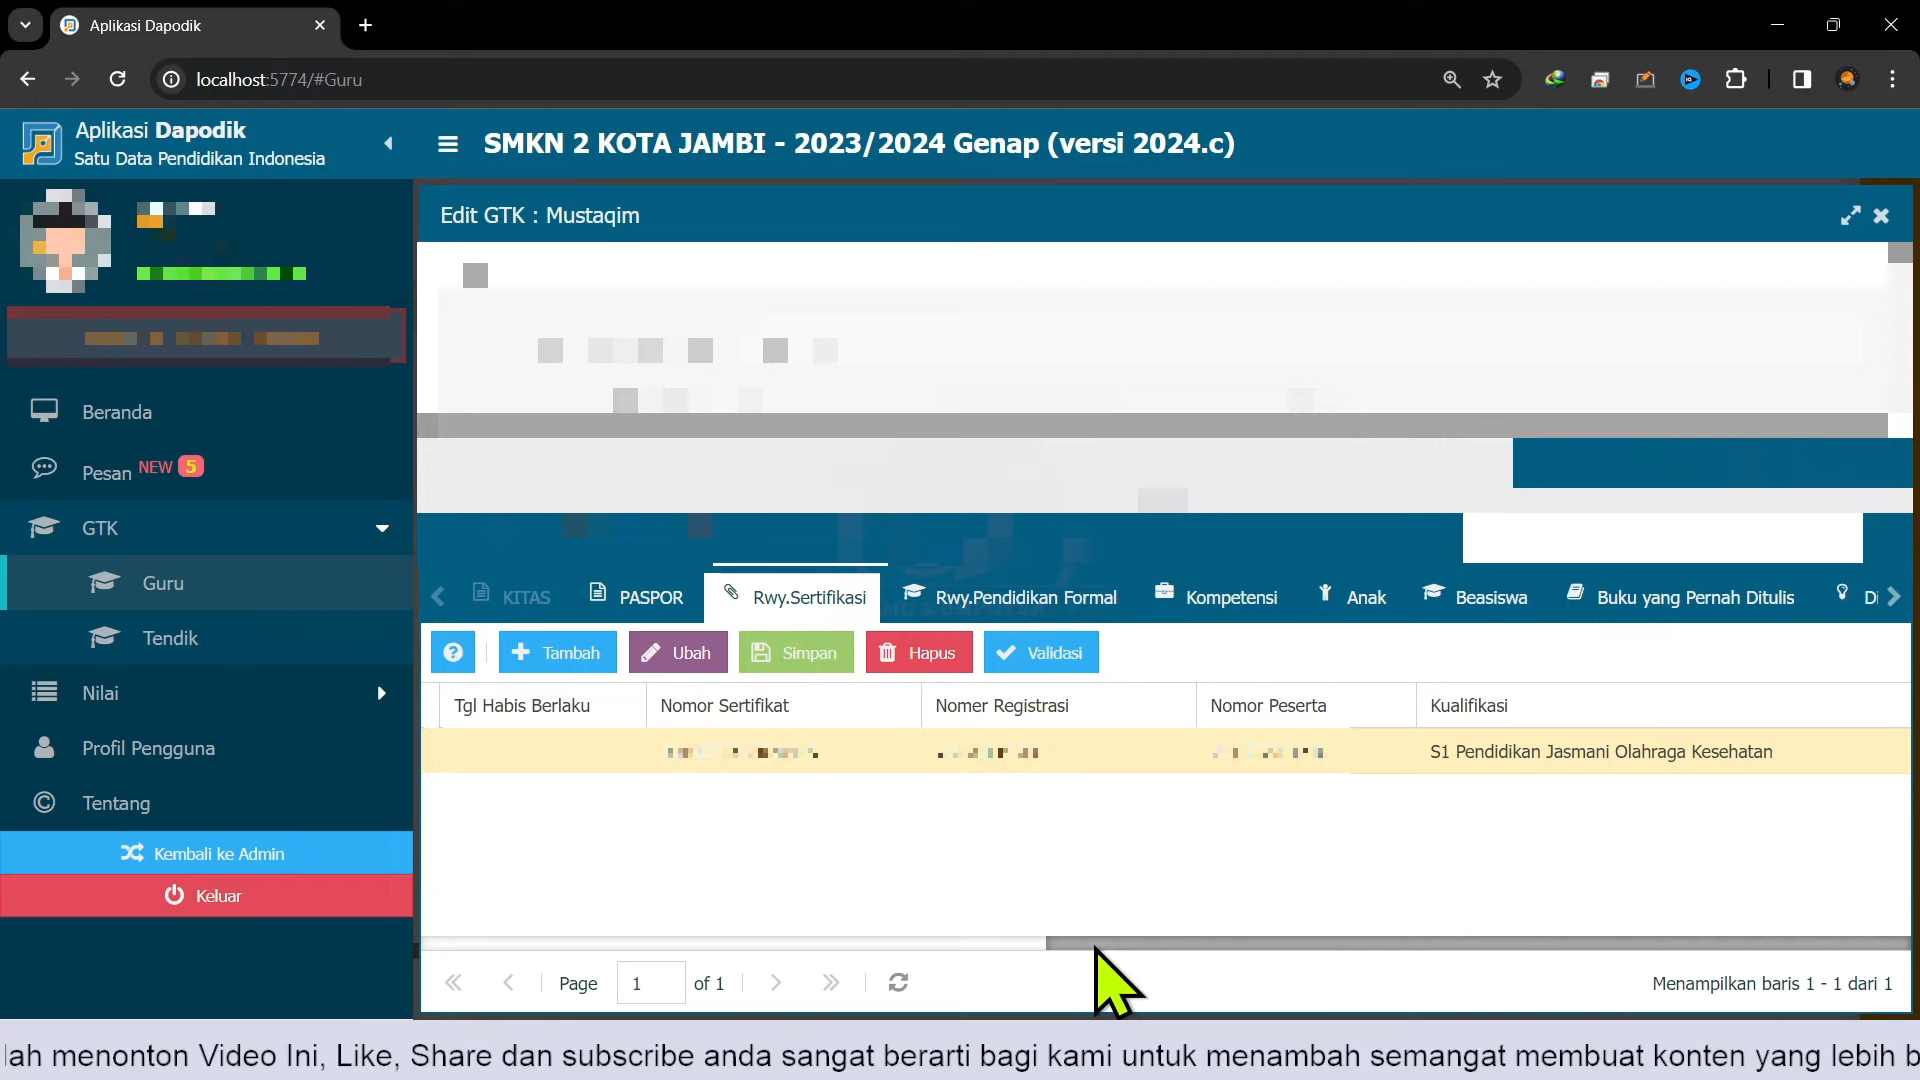 Aplikasi Dapodik
localhost:5774/#Guru
Aplikasi Dapodik
Satu Data Pendidikan Indonesia
SMKN 2 KOTA JAMBI - 2023/2024 Genap (versi 2024.c)
Edit GTK : Mustaqim
Beranda
Pesan NEW 5
GTK
Guru
Tendik
Nilai
Profil Pengguna
Tentang
Kembali ke Admin
Keluar
KITAS PASPOR Rwy.Sertifikasi Rwy.Pendidikan Formal Kompetensi Anak Beasiswa Buku yang Pernah Ditulis Di
? Tambah Ubah Simpan Hapus Validasi
Tgl Habis Berlaku Nomor Sertifikat Nomer Registrasi Nomor Peserta Kualifikasi
S1 Pendidikan Jasmani Olahraga Kesehatan
Page 1 of 1 Menampilkan baris 1 - 1 dari 1
lah menonton Video Ini, Like, Share dan subscribe anda sangat berarti bagi kami untuk menambah semangat membuat konten yang lebih b